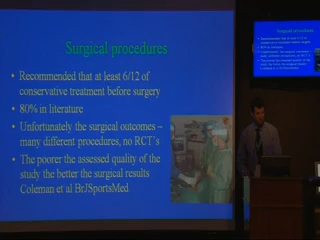 Surgical procedures
• Recommended that at least 6/12 of
conservative treatment before surgery
• 80% in literature
• Unfortunately the surgical outcomes –
many different procedures, no RCT's
• The poorer the assessed quality of the
study the better the surgical results
Coleman et al BrJSportsMed
Surgical procedures